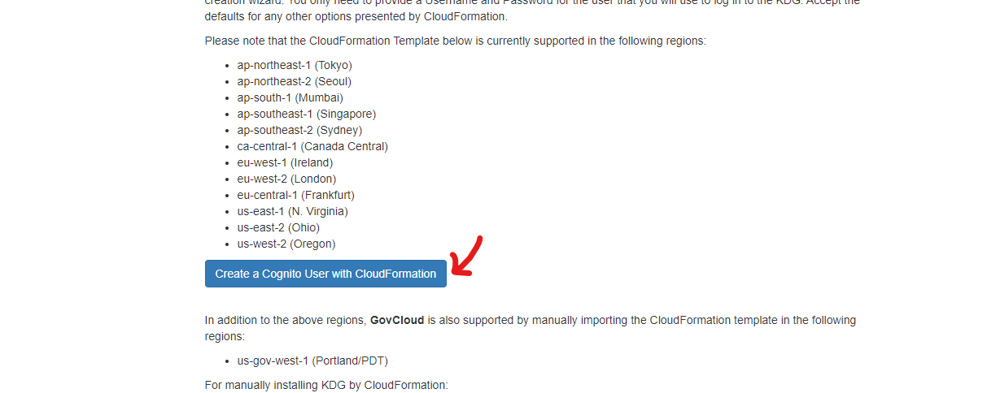 creation wizard. You only need to provide a Username and Password for the user that you will use to log in to the KDG. Accept the
defaults for any other options presented by CloudFormation.
Please note that the CloudFormation Template below is currently supported in the following regions:
• ap-northeast-1 (Tokyo)
• ap-northeast-2 (Seoul)
• ap-south-1 (Mumbai)
• ap-southeast-1 (Singapore)
• ap-southeast-2 (Sydney)
• ca-central-1 (Canada Central)
• eu-west-1 (Ireland)
• eu-west-2 (London)
• eu-central-1 (Frankfurt)
• us-east-1 (N. Virginia)
• us-east-2 (Ohio)
• us-west-2 (Oregon)
Create a Cognito User with CloudFormation
In addition to the above regions, GovCloud is also supported by manually importing the CloudFormation template in the following
regions:
• us-gov-west-1 (Portland/PDT)
For manually installing KDG by CloudFormation: